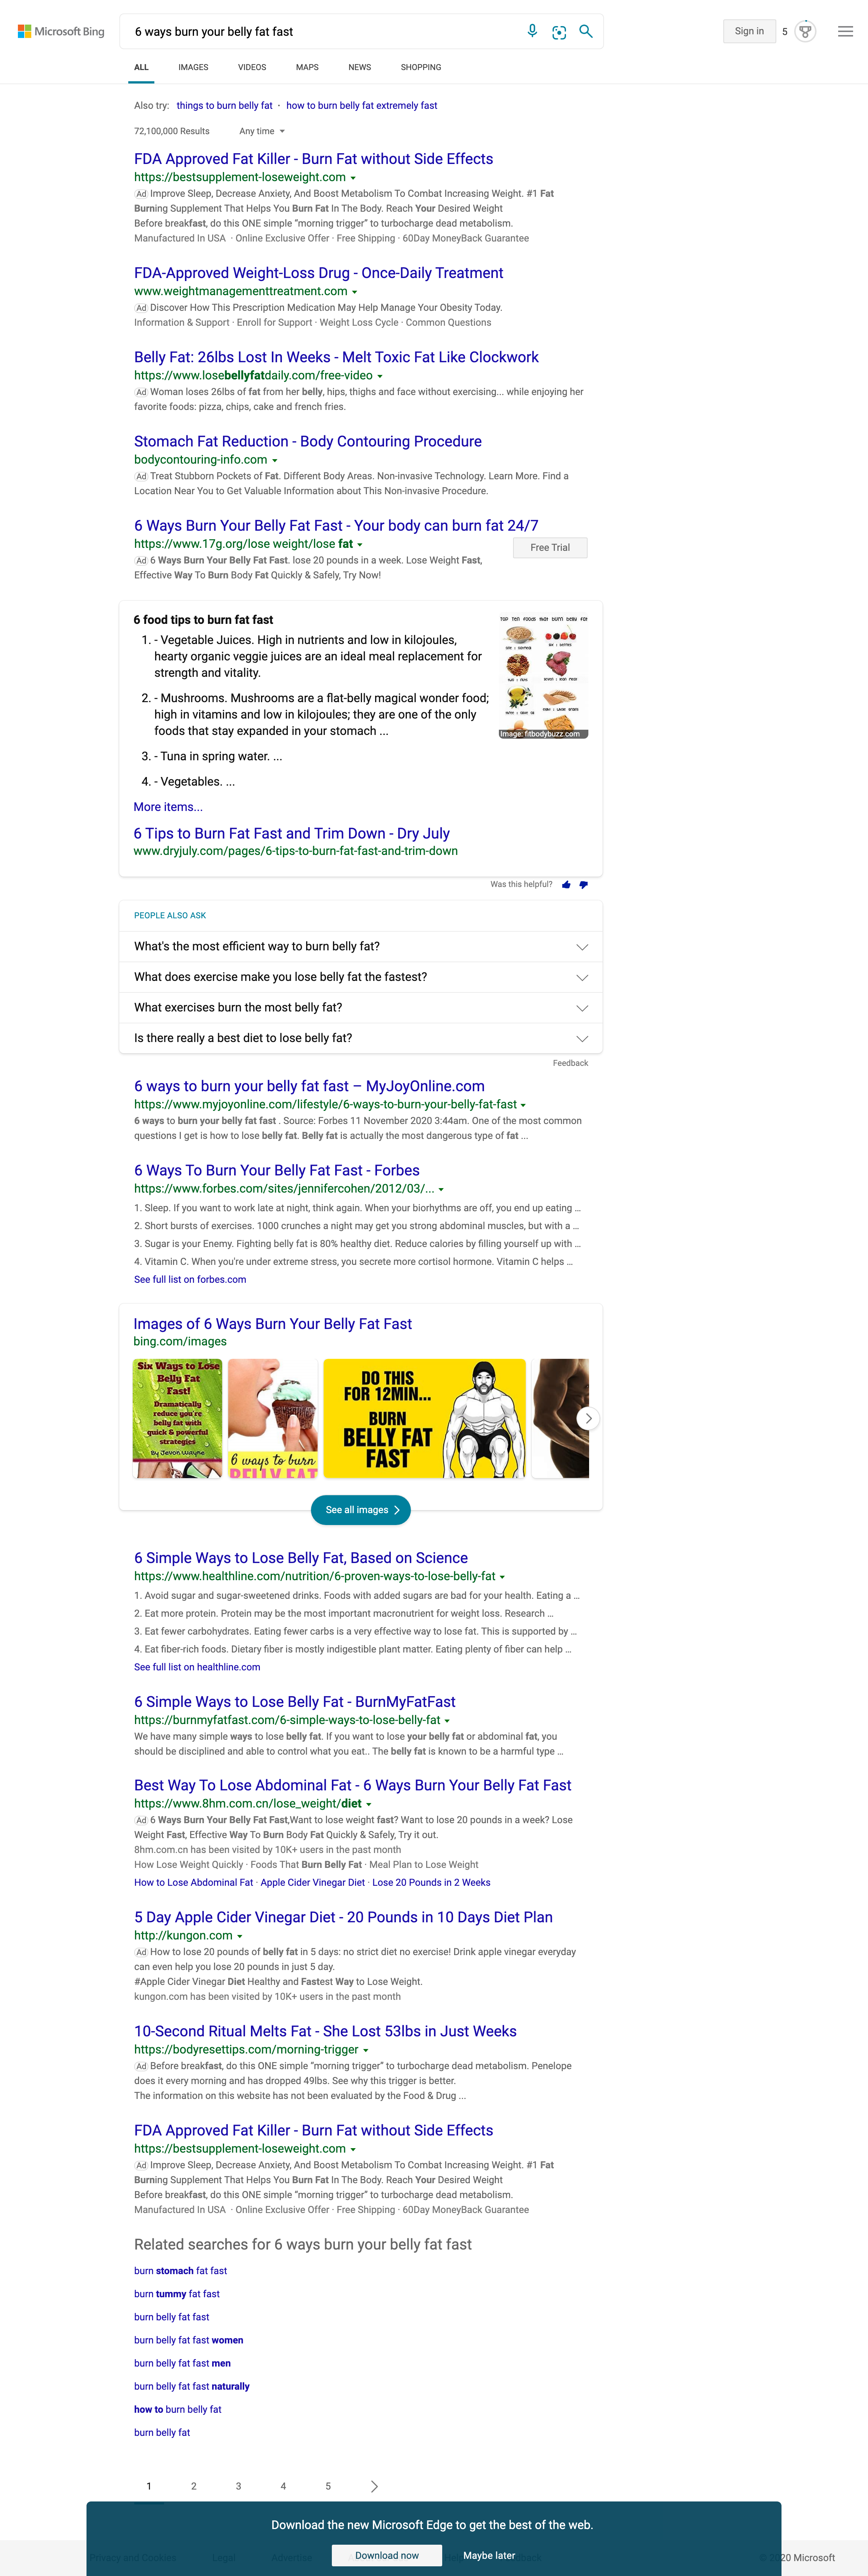 Microsoft Bing
6 ways burn your belly fat fast
Sign in
5
ALL
IMAGES
VIDEOS
MAPS
NEWS
SHOPPING
Also try: things to burn belly fat · how to burn belly fat extremely fast
72,100,000 Results
Any time
FDA Approved Fat Killer - Burn Fat without Side Effects
https://bestsupplement-loseweight.com
Ad Improve Sleep, Decrease Anxiety, And Boost Metabolism To Combat Increasing Weight. #1 Fat
Burning Supplement That Helps You Burn Fat In The Body. Reach Your Desired Weight
Before breakfast, do this ONE simple “morning trigger” to turbocharge dead metabolism.
Manufactured In USA · Online Exclusive Offer · Free Shipping · 60Day MoneyBack Guarantee
FDA-Approved Weight-Loss Drug - Once-Daily Treatment
www.weightmanagementtreatment.com
Ad Discover How This Prescription Medication May Help Manage Your Obesity Today.
Information & Support · Enroll for Support · Weight Loss Cycle · Common Questions
Belly Fat: 26lbs Lost In Weeks - Melt Toxic Fat Like Clockwork
https://www.losebellyfatdaily.com/free-video
Ad Woman loses 26lbs of fat from her belly, hips, thighs and face without exercising... while enjoying her
favorite foods: pizza, chips, cake and french fries.
Stomach Fat Reduction - Body Contouring Procedure
bodycontouring-info.com
Ad Treat Stubborn Pockets of Fat. Different Body Areas. Non-invasive Technology. Learn More. Find a
Location Near You to Get Valuable Information about This Non-invasive Procedure.
6 Ways Burn Your Belly Fat Fast - Your body can burn fat 24/7
https://www.17g.org/lose weight/lose fat
Free Trial
Ad 6 Ways Burn Your Belly Fat Fast. lose 20 pounds in a week. Lose Weight Fast,
Effective Way To Burn Body Fat Quickly & Safely, Try Now!
6 food tips to burn fat fast
1. - Vegetable Juices. High in nutrients and low in kilojoules,
hearty organic veggie juices are an ideal meal replacement for
strength and vitality.
2. - Mushrooms. Mushrooms are a flat-belly magical wonder food;
high in vitamins and low in kilojoules; they are one of the only
foods that stay expanded in your stomach ...
3. - Tuna in spring water. ...
4. - Vegetables. ...
TOP TEN FOODS that burn belly fat
Image: fitbodybuzz.com
More items...
6 Tips to Burn Fat Fast and Trim Down - Dry July
www.dryjuly.com/pages/6-tips-to-burn-fat-fast-and-trim-down
Was this helpful?
PEOPLE ALSO ASK
What's the most efficient way to burn belly fat?
What does exercise make you lose belly fat the fastest?
What exercises burn the most belly fat?
Is there really a best diet to lose belly fat?
Feedback
6 ways to burn your belly fat fast – MyJoyOnline.com
https://www.myjoyonline.com/lifestyle/6-ways-to-burn-your-belly-fat-fast
6 ways to burn your belly fat fast . Source: Forbes 11 November 2020 3:44am. One of the most common
questions I get is how to lose belly fat. Belly fat is actually the most dangerous type of fat ...
6 Ways To Burn Your Belly Fat Fast - Forbes
https://www.forbes.com/sites/jennifercohen/2012/03/...
1. Sleep. If you want to work late at night, think again. When your biorhythms are off, you end up eating ...
2. Short bursts of exercises. 1000 crunches a night may get you strong abdominal muscles, but with a ...
3. Sugar is your Enemy. Fighting belly fat is 80% healthy diet. Reduce calories by filling yourself up with ...
4. Vitamin C. When you're under extreme stress, you secrete more cortisol hormone. Vitamin C helps ...
See full list on forbes.com
Images of 6 Ways Burn Your Belly Fat Fast
bing.com/images
Six Ways to Lose
Belly Fat
Fast!
Dramatically
reduce you're
belly fat with
quick & powerful
strategies
By Jevon Wayne
6 ways to burn
BELLY FAT
DO THIS
FOR 12MIN...
BURN
BELLY FAT
FAST
See all images
6 Simple Ways to Lose Belly Fat, Based on Science
https://www.healthline.com/nutrition/6-proven-ways-to-lose-belly-fat
1. Avoid sugar and sugar-sweetened drinks. Foods with added sugars are bad for your health. Eating a ...
2. Eat more protein. Protein may be the most important macronutrient for weight loss. Research ...
3. Eat fewer carbohydrates. Eating fewer carbs is a very effective way to lose fat. This is supported by ...
4. Eat fiber-rich foods. Dietary fiber is mostly indigestible plant matter. Eating plenty of fiber can help ...
See full list on healthline.com
6 Simple Ways to Lose Belly Fat - BurnMyFatFast
https://burnmyfatfast.com/6-simple-ways-to-lose-belly-fat
We have many simple ways to lose belly fat. If you want to lose your belly fat or abdominal fat, you
should be disciplined and able to control what you eat.. The belly fat is known to be a harmful type ...
Best Way To Lose Abdominal Fat - 6 Ways Burn Your Belly Fat Fast
https://www.8hm.com.cn/lose_weight/diet
Ad 6 Ways Burn Your Belly Fat Fast,Want to lose weight fast? Want to lose 20 pounds in a week? Lose
Weight Fast, Effective Way To Burn Body Fat Quickly & Safely, Try it out.
8hm.com.cn has been visited by 10K+ users in the past month
How Lose Weight Quickly · Foods That Burn Belly Fat · Meal Plan to Lose Weight
How to Lose Abdominal Fat · Apple Cider Vinegar Diet · Lose 20 Pounds in 2 Weeks
5 Day Apple Cider Vinegar Diet - 20 Pounds in 10 Days Diet Plan
http://kungon.com
Ad How to lose 20 pounds of belly fat in 5 days: no strict diet no exercise! Drink apple vinegar everyday
can even help you lose 20 pounds in just 5 day.
#Apple Cider Vinegar Diet Healthy and Fastest Way to Lose Weight.
kungon.com has been visited by 10K+ users in the past month
10-Second Ritual Melts Fat - She Lost 53lbs in Just Weeks
https://bodyresettips.com/morning-trigger
Ad Before breakfast, do this ONE simple “morning trigger” to turbocharge dead metabolism. Penelope
does it every morning and has dropped 49lbs. See why this trigger is better.
The information on this website has not been evaluated by the Food & Drug ...
FDA Approved Fat Killer - Burn Fat without Side Effects
https://bestsupplement-loseweight.com
Ad Improve Sleep, Decrease Anxiety, And Boost Metabolism To Combat Increasing Weight. #1 Fat
Burning Supplement That Helps You Burn Fat In The Body. Reach Your Desired Weight
Before breakfast, do this ONE simple “morning trigger” to turbocharge dead metabolism.
Manufactured In USA · Online Exclusive Offer · Free Shipping · 60Day MoneyBack Guarantee
Related searches for 6 ways burn your belly fat fast
burn stomach fat fast
burn tummy fat fast
burn belly fat fast
burn belly fat fast women
burn belly fat fast men
burn belly fat fast naturally
how to burn belly fat
burn belly fat
1
2
3
4
5
Download the new Microsoft Edge to get the best of the web.
Download now
Maybe later
Privacy and Cookies
Legal
Advertise
20 Microsoft